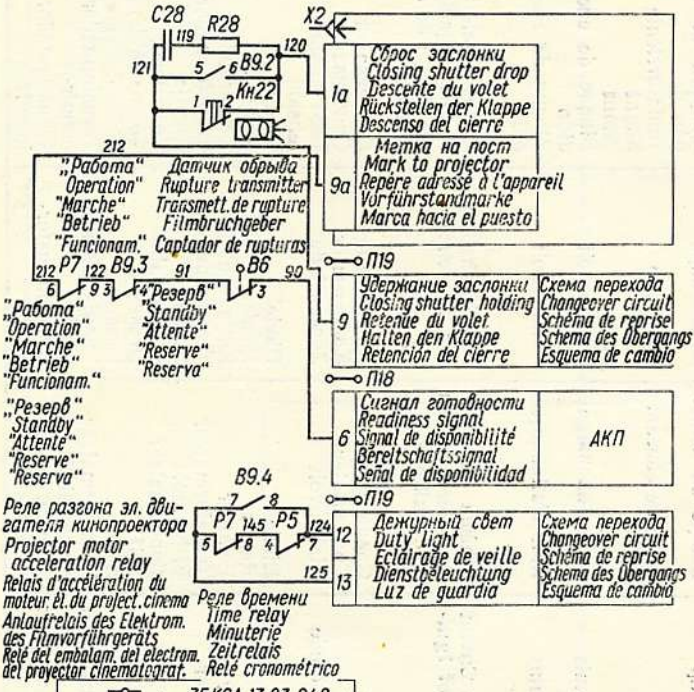 C28
119
R28
120
X2
121
5
6
B9.2
Кн22
1
2
1а
Сброс заслонки
Closing shutter drop
Descente du volet
Rückstellen der Klappe
Descenso del cierre
212
9а
Метка на пост
Mark to projector
Repère adressé à l'appareil
Vorführstandmarke
Marca hacia el puesto
"Работа"
"Operation"
"Marche"
"Betrieb"
"Funcionam."
Датчик обрыва
Rupture transmitter
Transmett. de rupture
Filmbruchgeber
Captador de rupturas
П19
212
P7
122
B9.3
91
B6
90
6
9
3
4
3
"Резерв"
"Standby"
"Attente"
"Reserve"
"Reserva"
9
Удержание заслонки
Closing shutter holding
Retenue du volet
Halten den Klappe
Retención del cierre
Схема перехода
Changeover circuit
Schéma de reprise
Schema des Übergangs
Esquema de cambio
"Работа"
"Operation"
"Marche"
"Betrieb"
"Funcionam."
П18
"Резерв"
"Standby"
"Attente"
"Reserve"
"Reserva"
6
Сигнал готовности
Readiness signal
Signal de disponibilité
Bereitschaftssignal
Señal de disponibilidad
АКП
B9.4
П19
7
8
P7
145
P5
124
5
8
4
7
125
12
13
Дежурный свет
Duty light
Eclairage de veille
Dienstbeleuchtung
Luz de guardia
Схема перехода
Changeover circuit
Schéma de reprise
Schema des Übergangs
Esquema de cambio
Реле разгона эл. дви-
гателя кинопроектора
Projector motor
acceleration relay
Relais d'accélération du
moteur él. du project. cinema
Anlaufrelais des Elektrom.
des Filmvorführgeräts
Relé del embalam. del electrom.
del proyector cinematograf.
Реле времени
Time relay
Minuterie
Zeitrelais
Relé cronométrico